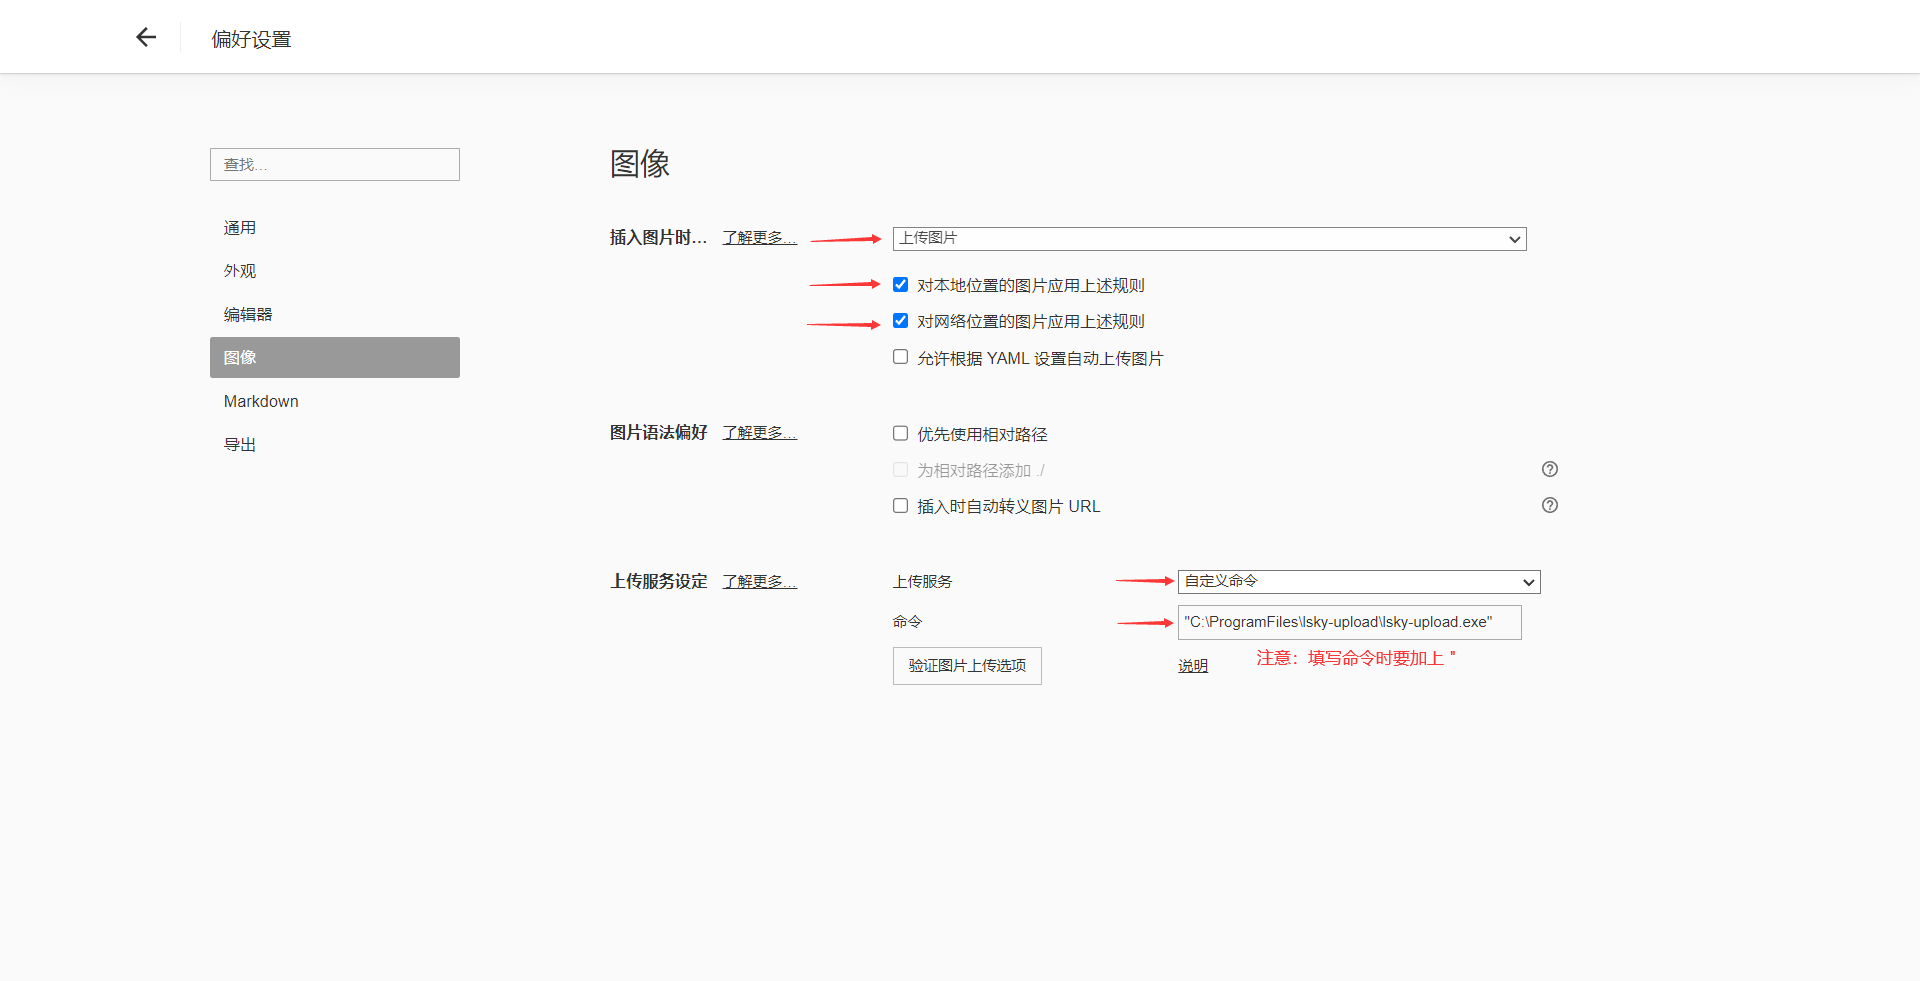 偏好设置
查找...
通用
外观
编辑器
图像
Markdown
导出
图像
插入图片时... 了解更多... 上传图片
对本地位置的图片应用上述规则
对网络位置的图片应用上述规则
允许根据 YAML 设置自动上传图片
图片语法偏好 了解更多... 优先使用相对路径
为相对路径添加 ./
插入时自动转义图片 URL
上传服务设定 了解更多... 上传服务 自定义命令
命令 "C:\ProgramFiles\lsky-upload\lsky-upload.exe"
验证图片上传选项 说明 注意：填写命令时要加上 "